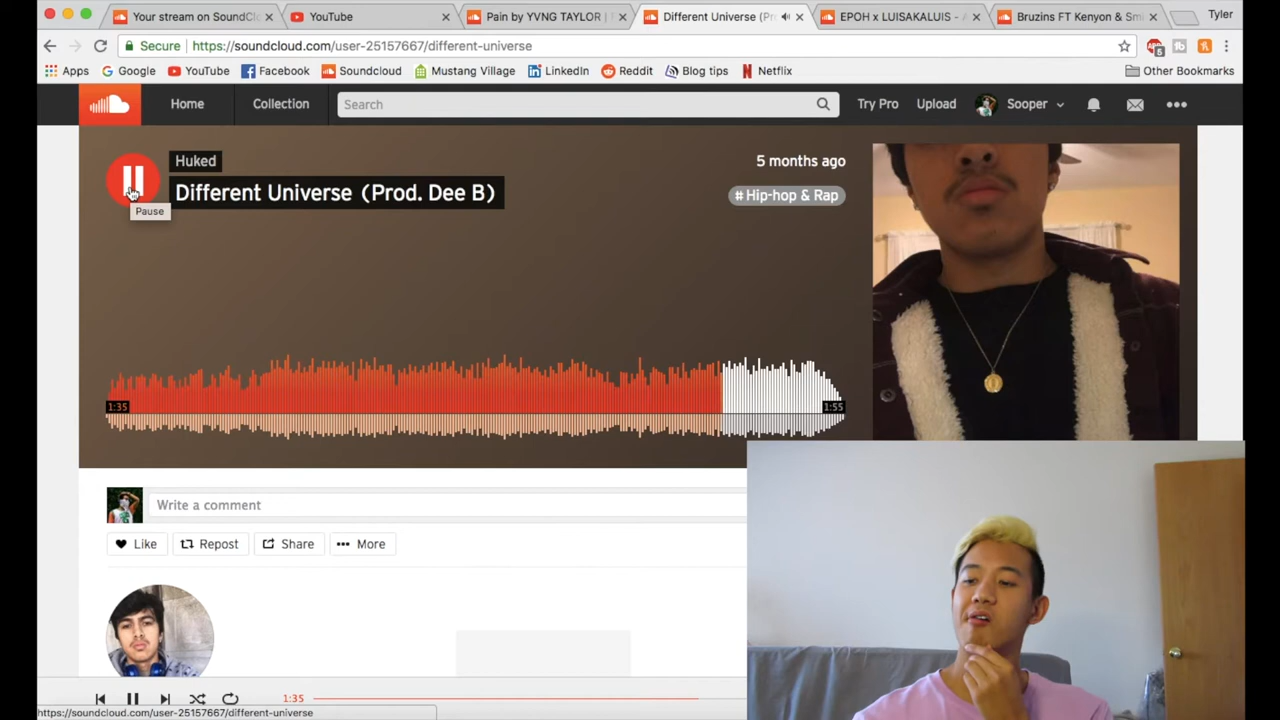 Your stream on SoundCl
YouTube
Pain by YVNG TAYLOR |
Different Universe (Pr
EPOH x LUISAKALUIS - A
Bruzins FT Kenyon & Smi
Tyler
Secure
https://soundcloud.com/user-25157667/different-universe
5
Apps
Google
YouTube
Facebook
Soundcloud
Mustang Village
LinkedIn
Reddit
Blog tips
Netflix
Other Bookmarks
Home
Collection
Search
Try Pro
Upload
Sooper
Huked
5 months ago
Different Universe (Prod. Dee B)
# Hip-hop & Rap
Pause
1:35
1:55
Write a comment
Like
Repost
Share
More
1:35
https://soundcloud.com/user-25157667/different-universe